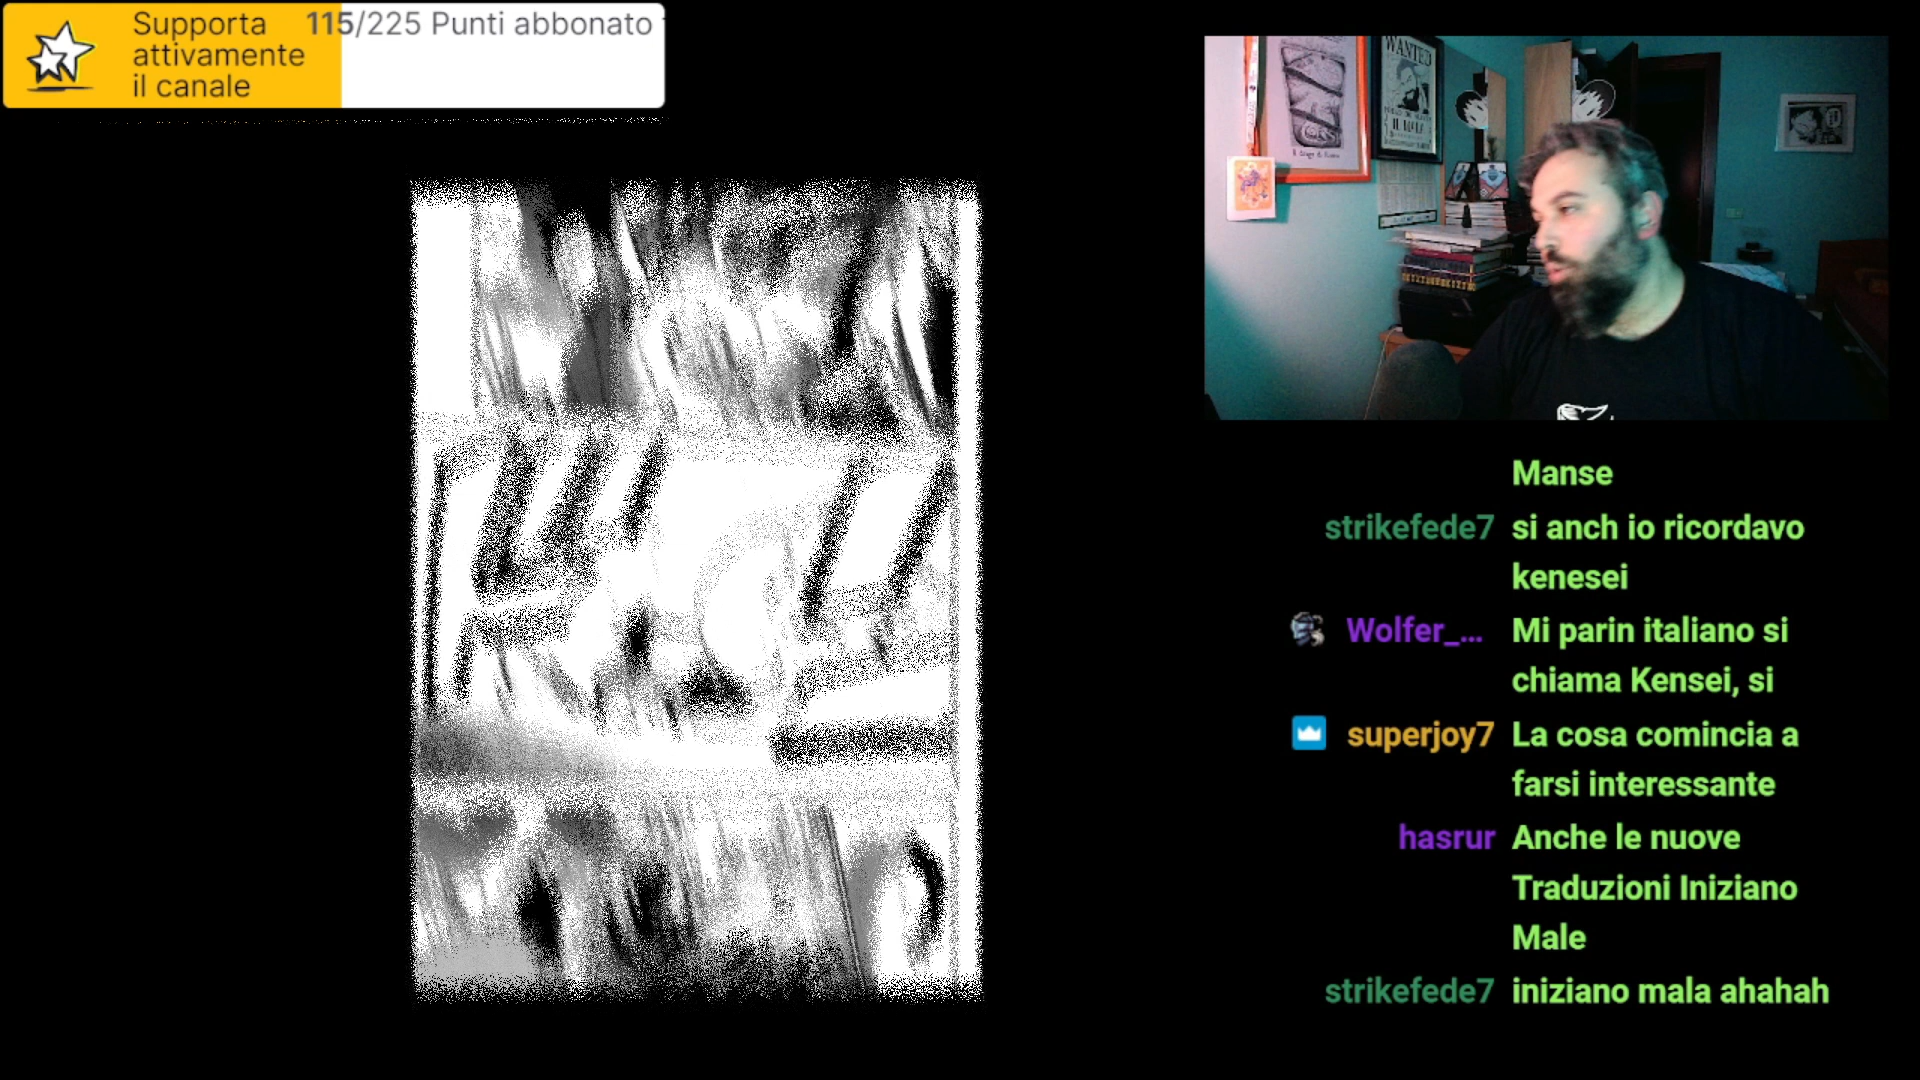 Supporta
attivamente
il canale
115/225 Punti abbonato
WANTED
Manse
strikefede7 si anch io ricordavo
kenesei
Wolfer_... Mi parin italiano si
chiama Kensei, si
superjoy7 La cosa comincia a
farsi interessante
hasrur Anche le nuove
Traduzioni Iniziano
Male
strikefede7 iniziano mala ahahah